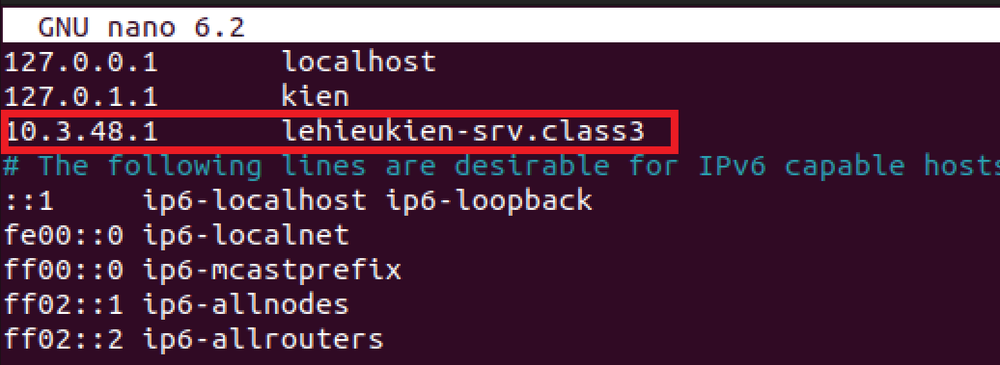 GNU nano 6.2
127.0.0.1 localhost
127.0.1.1 kien
10.3.48.1 lehieukien-srv.class3
# The following lines are desirable for IPv6 capable hosts
::1 ip6-localhost ip6-loopback
fe00::0 ip6-localnet
ff00::0 ip6-mcastprefix
ff02::1 ip6-allnodes
ff02::2 ip6-allrouters